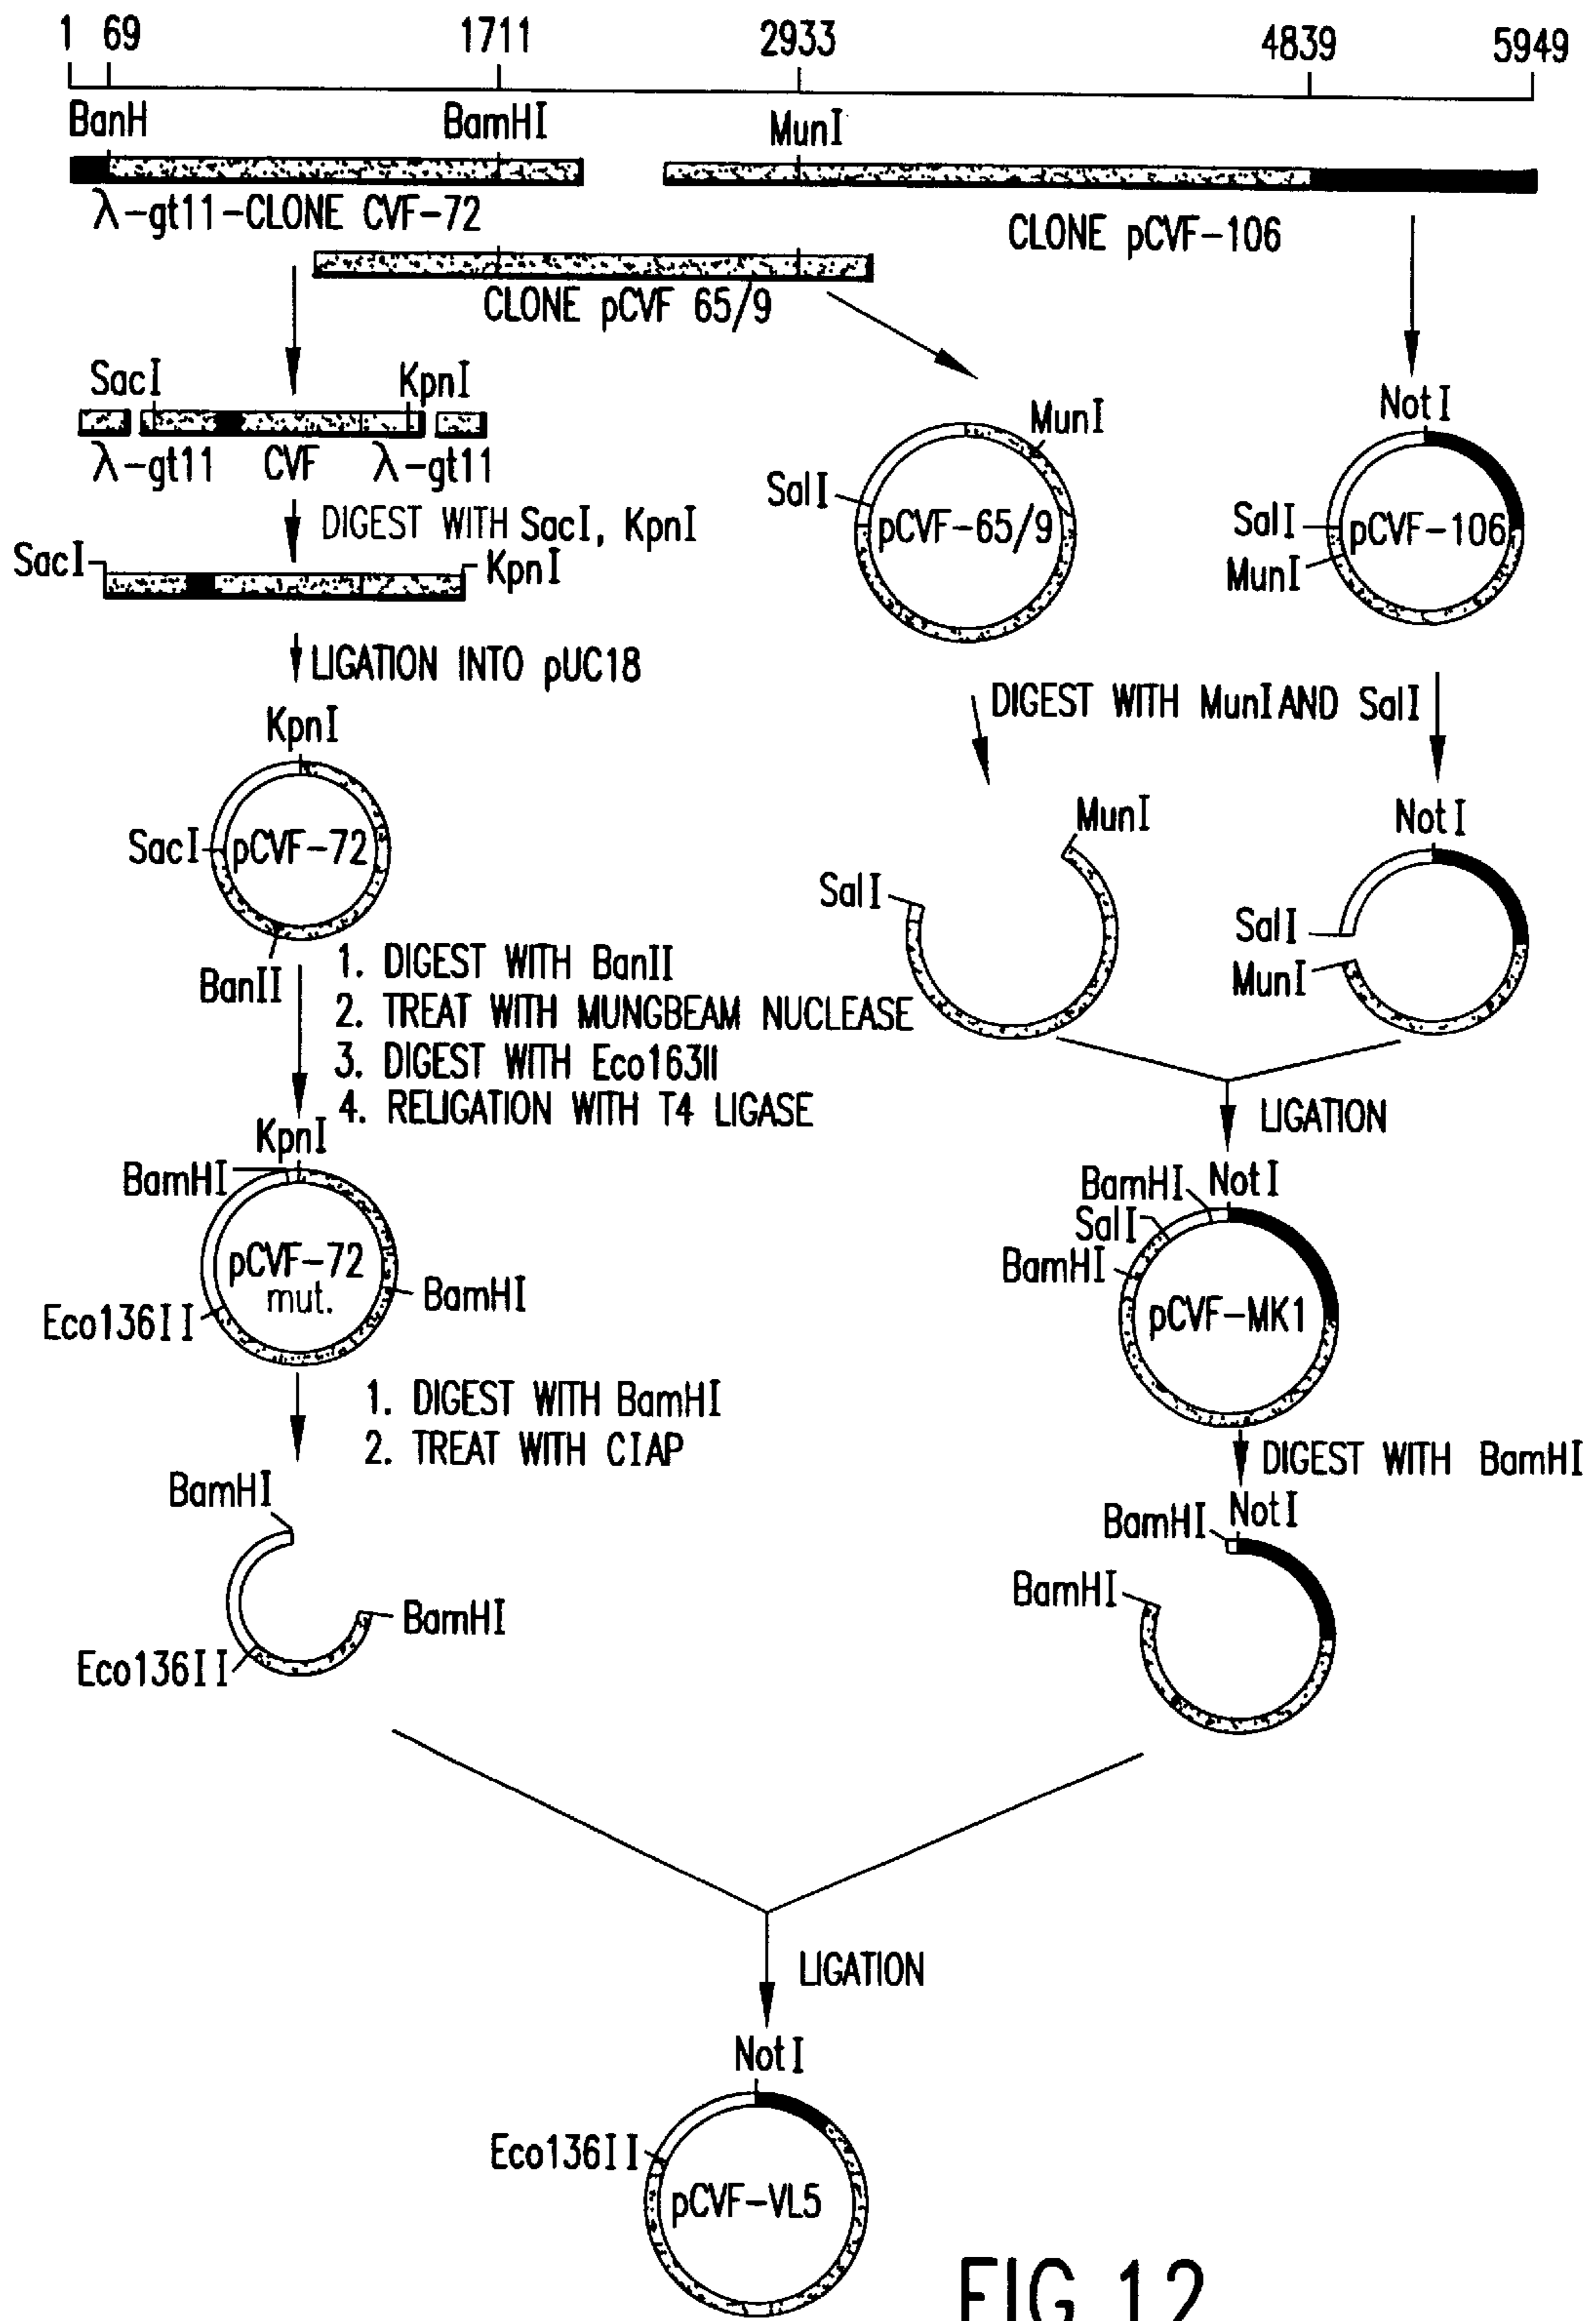 1 69 1711 2933 4839 5949
BanH BamHI MunI
λ-gt11-CLONE CVF-72
CLONE pCVF-106
CLONE pCVF 65/9
SacI KpnI
λ-gt11 CVF λ-gt11
DIGEST WITH SacI, KpnI
SacI KpnI
LIGATION INTO pUC18
KpnI
SacI pCVF-72
BanII
1. DIGEST WITH BanII
2. TREAT WITH MUNGBEAM NUCLEASE
3. DIGEST WITH Eco163II
4. RELIGATION WITH T4 LIGASE
KpnI
BamHI
pCVF-72
mut.
BamHI
Eco136II
1. DIGEST WITH BamHI
2. TREAT WITH CIAP
BamHI
BamHI
Eco136II
MunI
SalI
pCVF-65/9
NotI
SalI pCVF-106
MunI
DIGEST WITH MunI AND SalI
MunI
SalI
NotI
SalI
MunI
LIGATION
BamHI NotI
SalI
BamHI
pCVF-MK1
DIGEST WITH BamHI
BamHI NotI
BamHI
LIGATION
NotI
Eco136II
pCVF-VL5
FIG.12